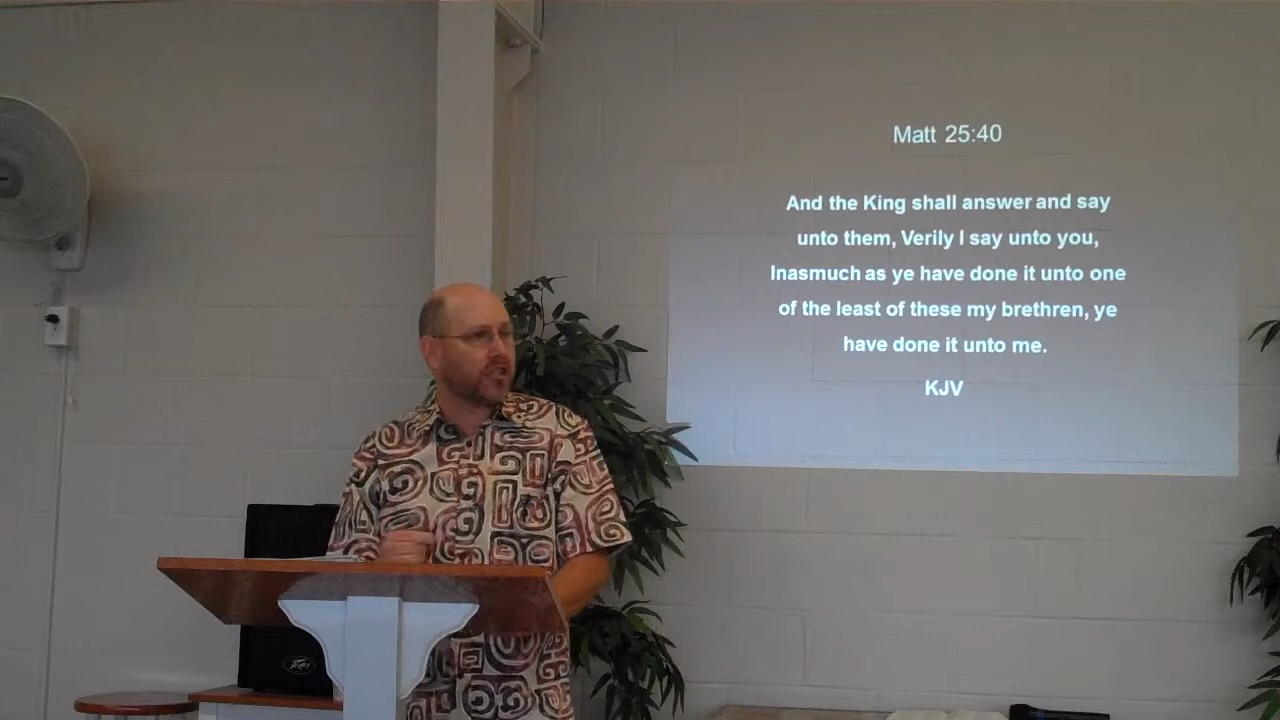 Matt 25:40
And the King shall answer and say
unto them, Verily I say unto you,
Inasmuch as ye have done it unto one
of the least of these my brethren, ye
have done it unto me.
KJV
Peavey